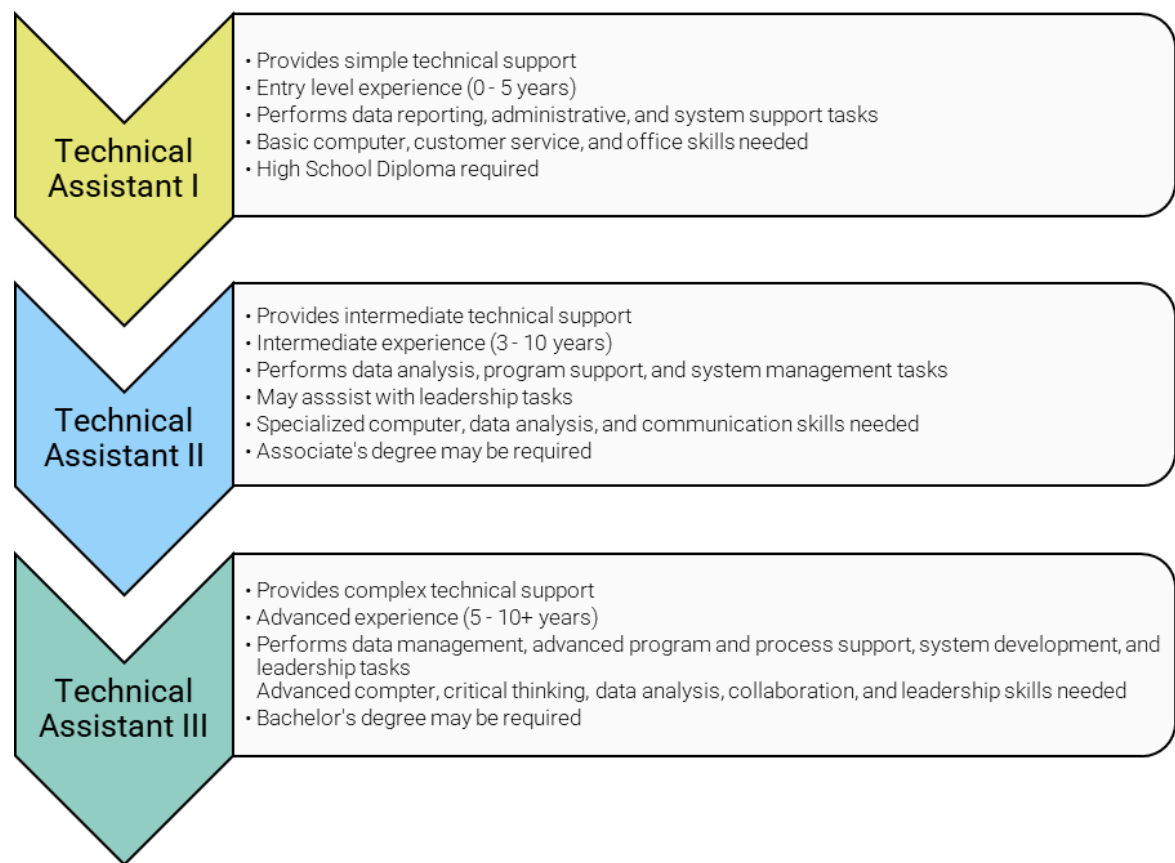 Technical
Assistant I
• Provides simple technical support
• Entry level experience (0 - 5 years)
• Performs data reporting, administrative, and system support tasks
• Basic computer, customer service, and office skills needed
• High School Diploma required
Technical
Assistant II
• Provides intermediate technical support
• Intermediate experience (3 - 10 years)
• Performs data analysis, program support, and system management tasks
• May asssist with leadership tasks
• Specialized computer, data analysis, and communication skills needed
• Associate's degree may be required
Technical
Assistant III
• Provides complex technical support
• Advanced experience (5 - 10+ years)
• Performs data management, advanced program and process support, system development, and
leadership tasks
Advanced compter, critical thinking, data analysis, collaboration, and leadership skills needed
• Bachelor's degree may be required